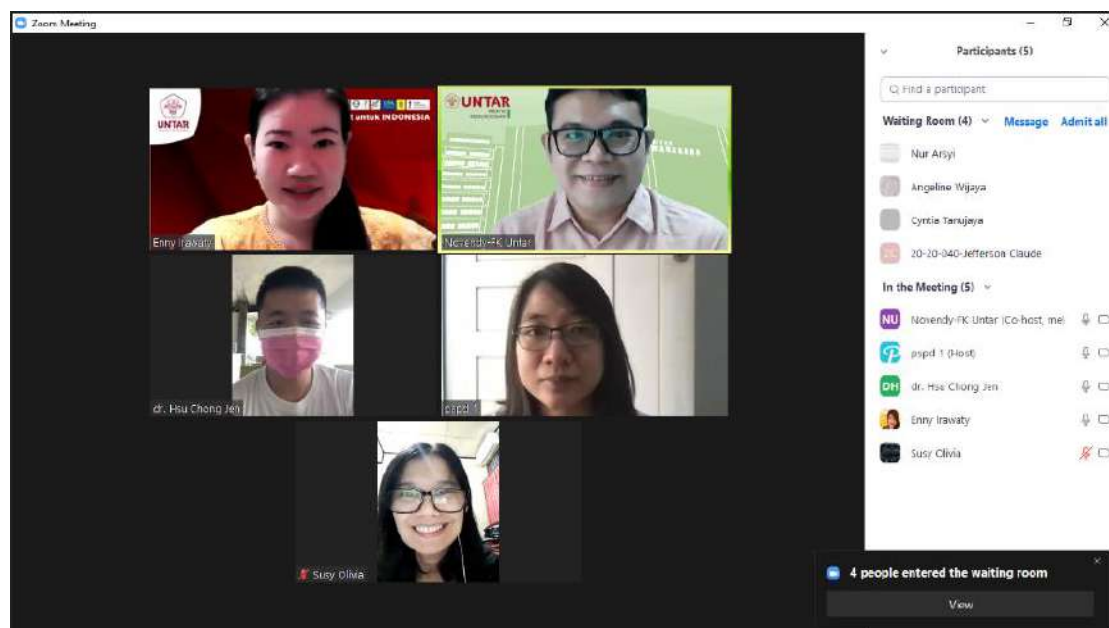 Zoom Meeting
UNTAR
t untuk INDONESIA
Enny Irawaty
UNTAR
Novendy-FK Untar
dr. Hsu Chong Jen
pspd 1
Susy Olivia
Participants (5)
Find a participant
Waiting Room (4)
Message
Admit all
Nur Arsyi
Angeline Wijaya
Cyntia Tanujaya
20-20-040-Jefferson Claude
In the Meeting (5)
NU
Novendy-FK Untar (Co-host, me)
pspd 1 (Host)
DH
dr. Hsu Chong Jen
Enny Irawaty
Susy Olivia
4 people entered the waiting room
View